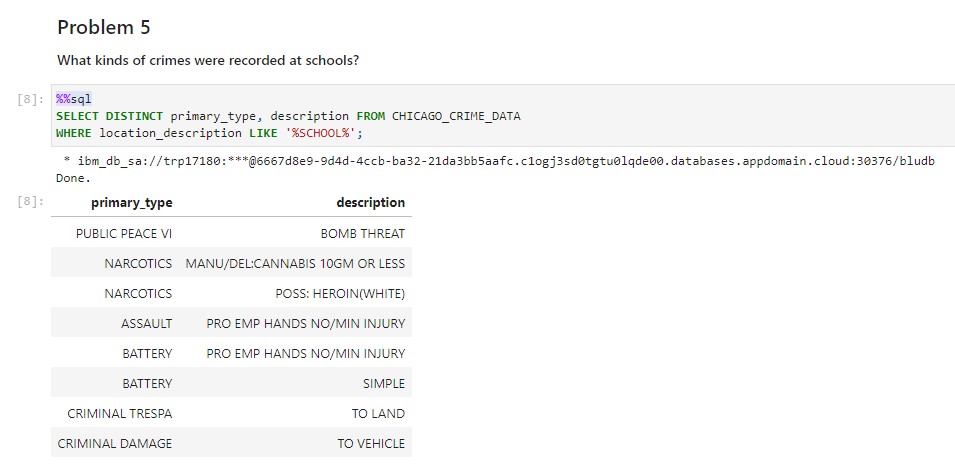 Problem 5
What kinds of crimes were recorded at schools?
[8]: %%sql
SELECT DISTINCT primary_type, description FROM CHICAGO_CRIME_DATA
WHERE location_description LIKE '%SCHOOL%';
* ibm_db_sa://trp17180:***@6667d8e9-9d4d-4ccb-ba32-21da3bb5aafc.c1ogj3sd0tgtu0lqde00.databases.appdomain.cloud:30376/bludb
Done.
[8]: primary_type description
PUBLIC PEACE VI BOMB THREAT
NARCOTICS MANU/DEL:CANNABIS 10GM OR LESS
NARCOTICS POSS: HEROIN(WHITE)
ASSAULT PRO EMP HANDS NO/MIN INJURY
BATTERY PRO EMP HANDS NO/MIN INJURY
BATTERY SIMPLE
CRIMINAL TRESPA TO LAND
CRIMINAL DAMAGE TO VEHICLE